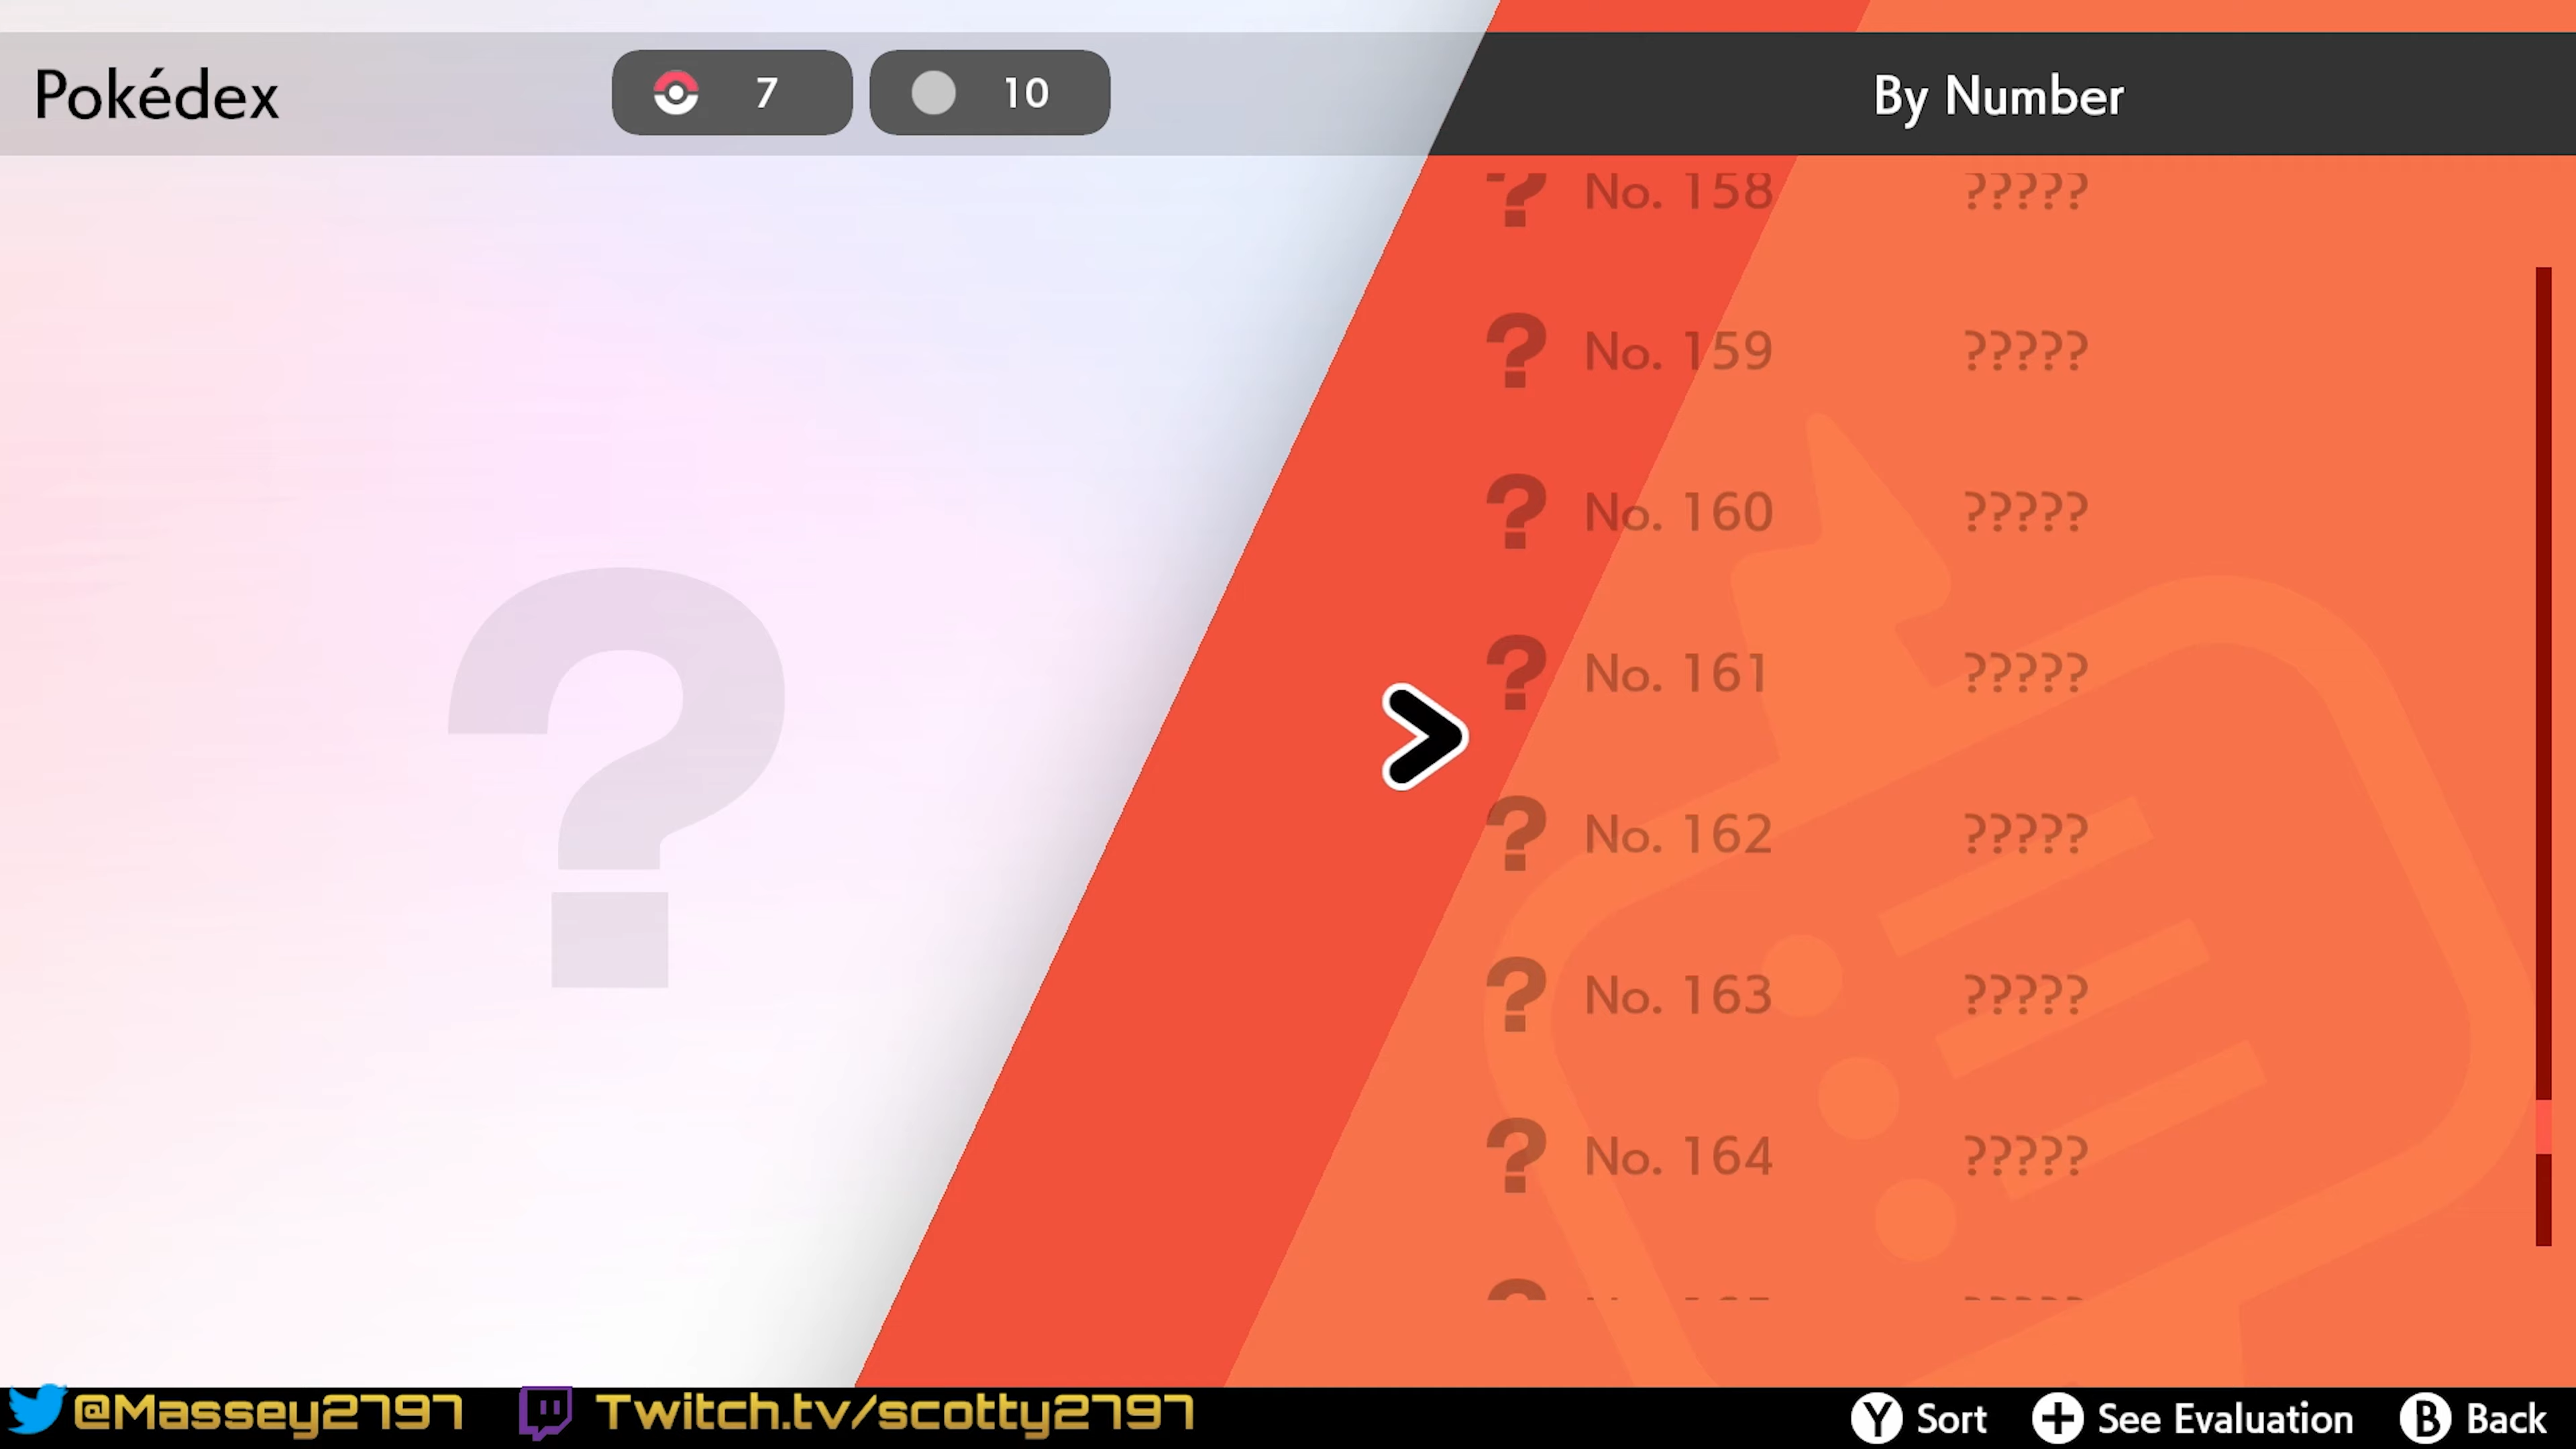 Pokédex
7
10
By Number
? No. 158 ?????
? No. 159 ?????
? No. 160 ?????
? No. 161 ?????
? No. 162 ?????
? No. 163 ?????
? No. 164 ?????
?
@Massey2797
Twitch.tv/scotty2797
Y Sort
+ See Evaluation
B Back